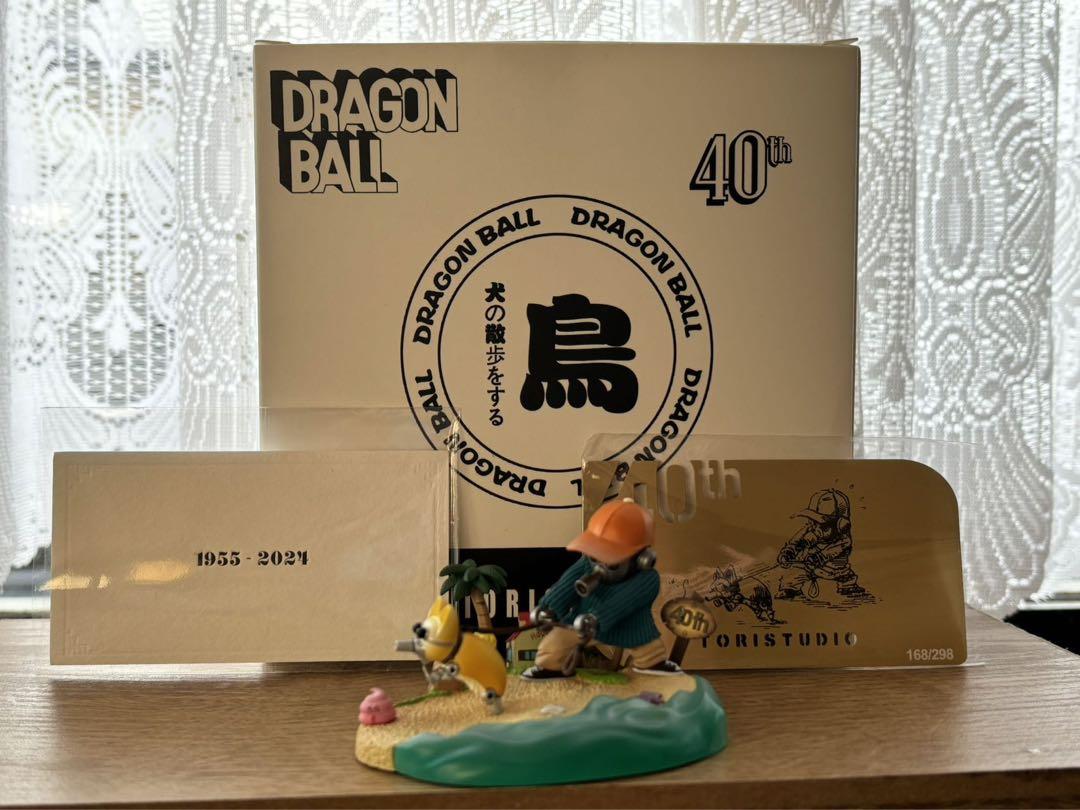 DRAGON
BALL
40th
DRAGON BALL DRAGON BALL DRAGON BALL
DRAGON BALL
鳥
犬の散歩をする
1955 - 2024
40th
40th
TORISTUDIO
168/298